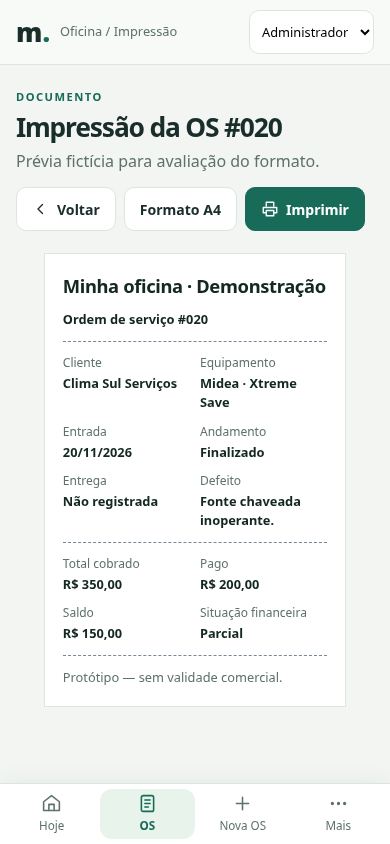 m. Oficina / Impressão Administrador
DOCUMENTO
Impressão da OS #020
Prévia fictícia para avaliação do formato.
Voltar Formato A4 Imprimir
Minha oficina · Demonstração
Ordem de serviço #020
Cliente Equipamento
Clima Sul Serviços Midea · Xtreme
Save
Entrada Andamento
20/11/2026 Finalizado
Entrega Defeito
Não registrada Fonte chaveada
inoperante.
Total cobrado Pago
R$ 350,00 R$ 200,00
Saldo Situação financeira
R$ 150,00 Parcial
Protótipo — sem validade comercial.
Hoje OS Nova OS Mais